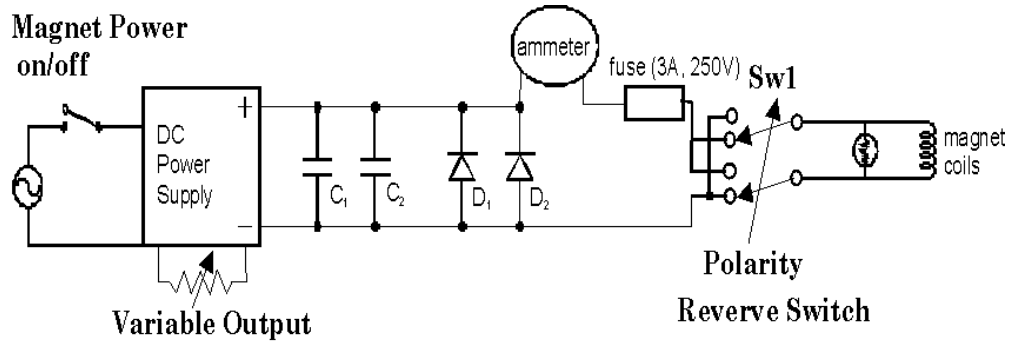 Magnet Power
on/off
ammeter
fuse (3A, 250V)
Sw1
+
DC
Power
Supply
−
C1
C2
D1
D2
magnet
coils
Polarity
Reverve Switch
Variable Output